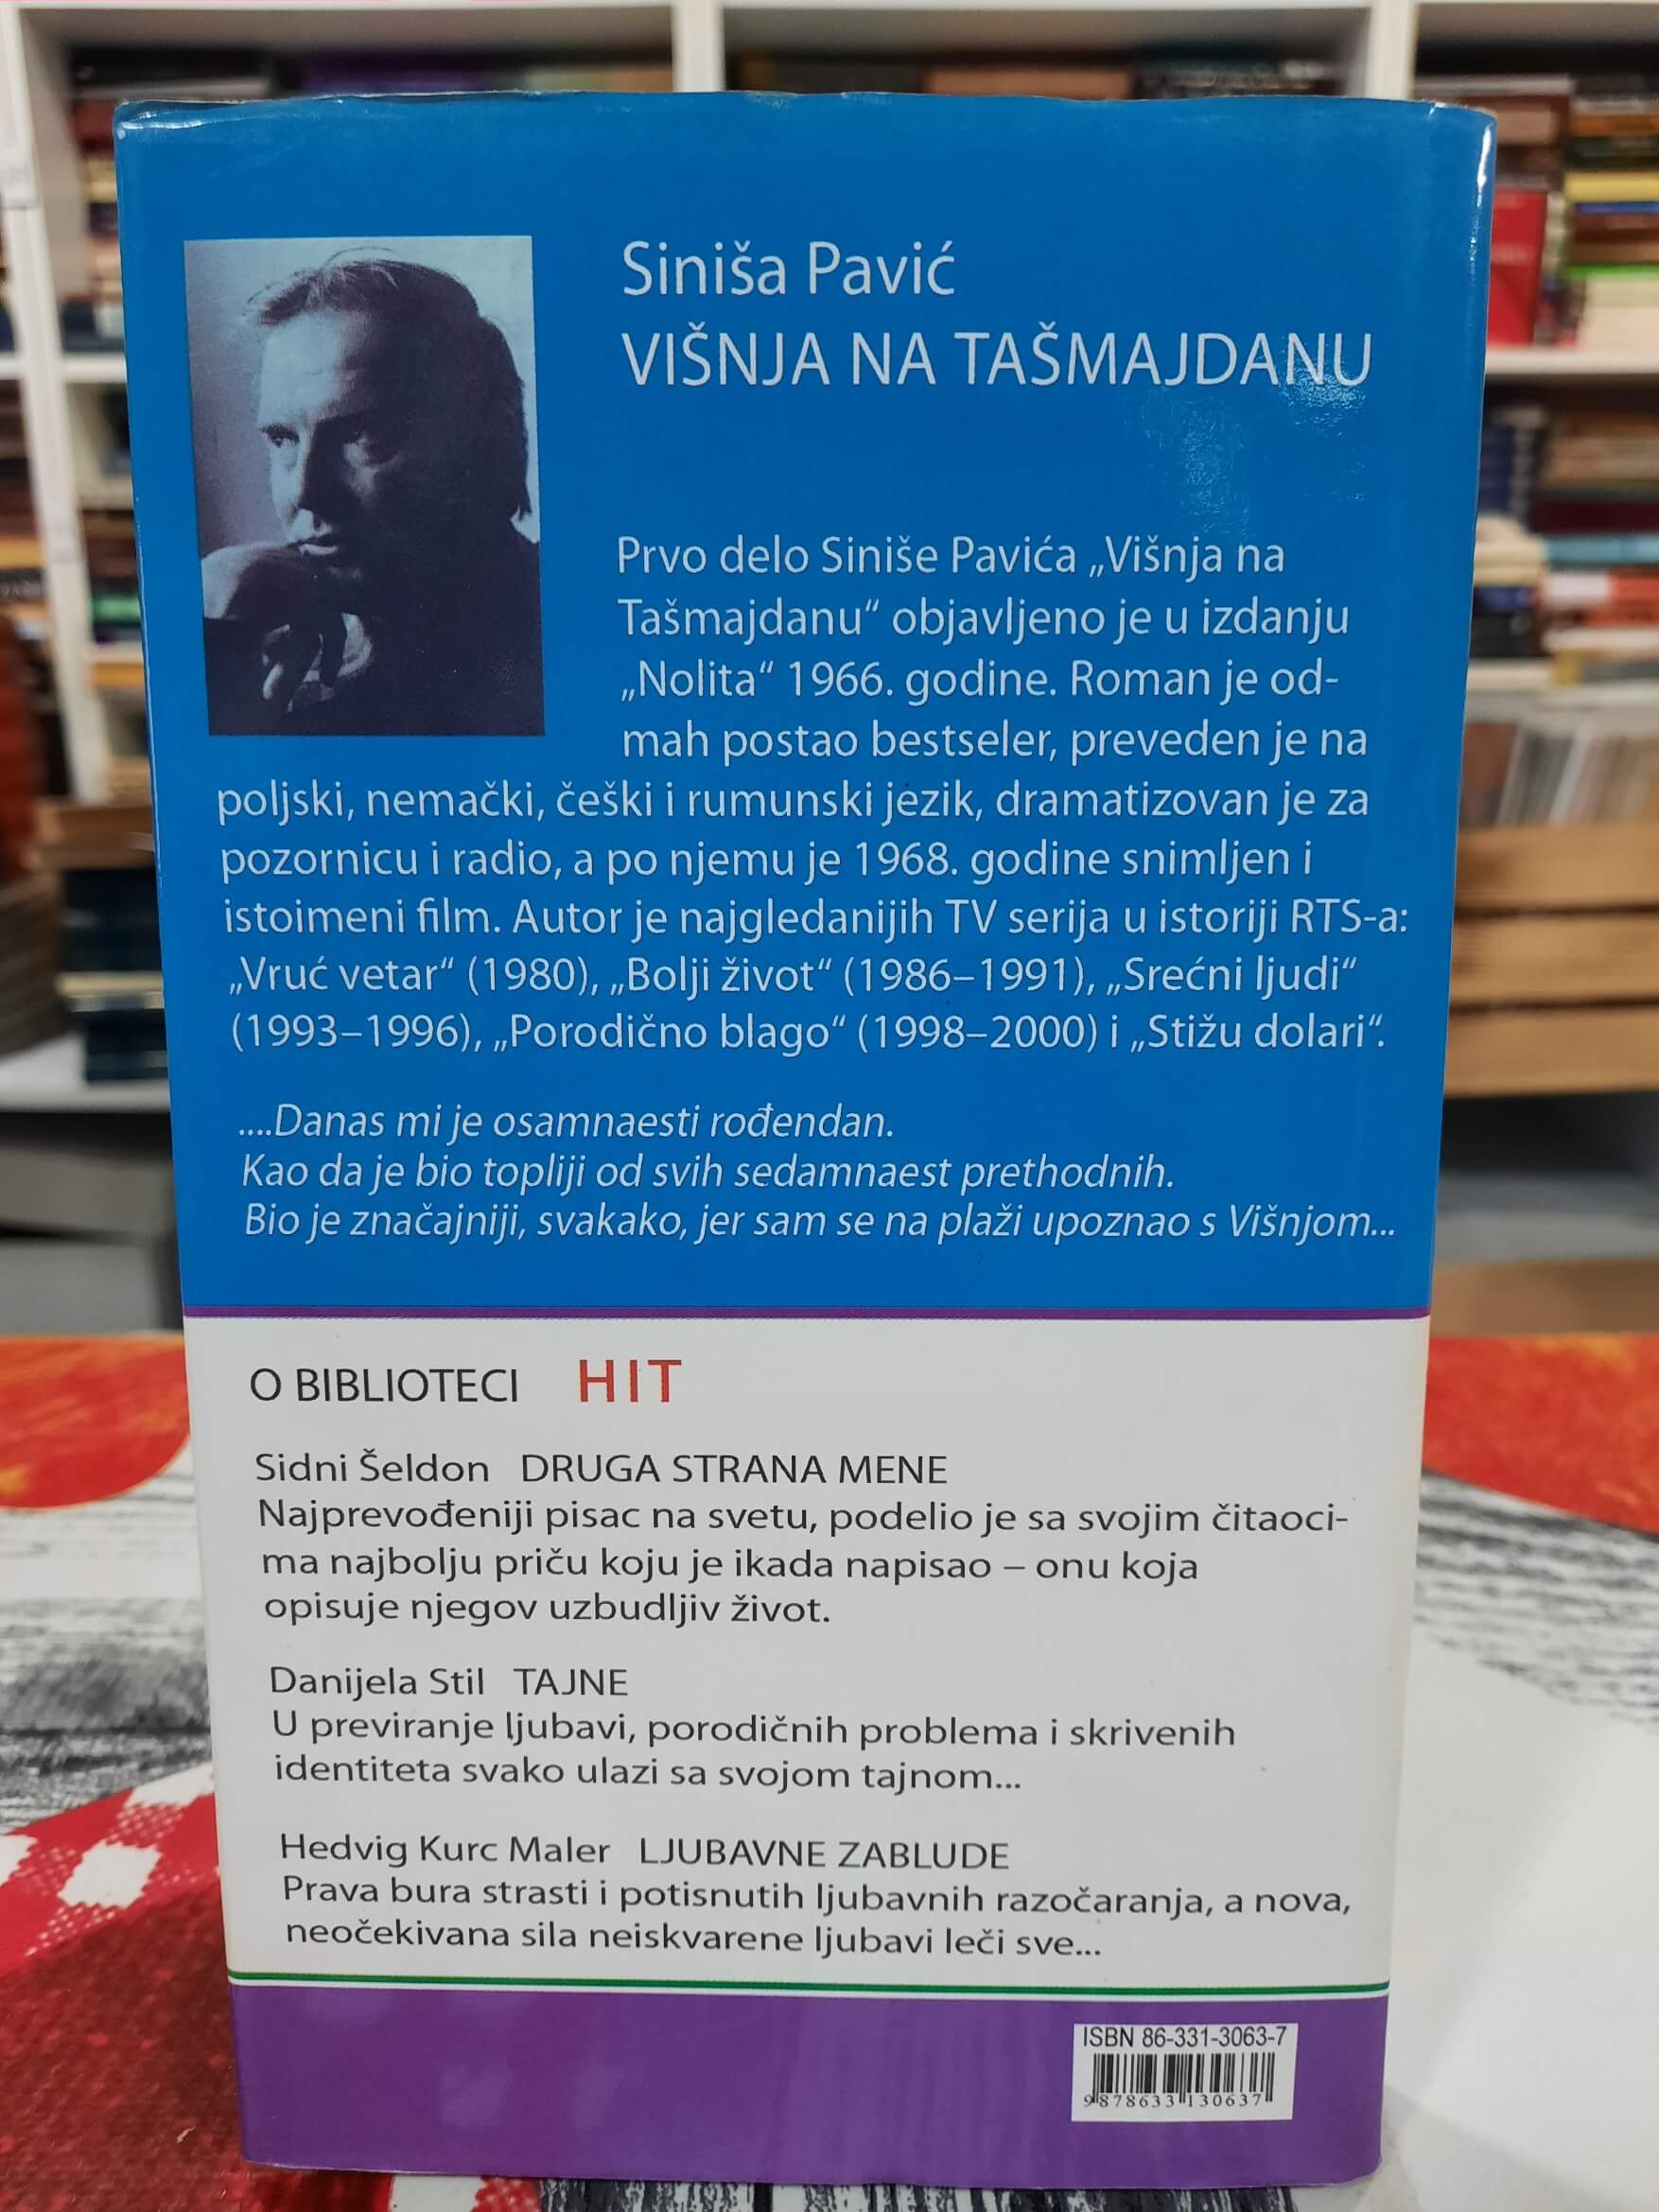 Siniša Pavić
VIŠNJA NA TAŠMAJDANU
Prvo delo Siniše Pavića „Višnja na
Tašmajdanu“ objavljeno je u izdanju
„Nolita“ 1966. godine. Roman je od-
mah postao bestseler, preveden je na
poljski, nemački, češki i rumunski jezik, dramatizovan je za
pozornicu i radio, a po njemu je 1968. godine snimljen i
istoimeni film. Autor je najgledanijih TV serija u istoriji RTS-a:
„Vruć vetar“ (1980), „Bolji život“ (1986–1991), „Srećni ljudi“
(1993–1996), „Porodično blago“ (1998–2000) i „Stižu dolari“.
....Danas mi je osamnaesti rođendan.
Kao da je bio topliji od svih sedamnaest prethodnih.
Bio je značajniji, svakako, jer sam se na plaži upoznao s Višnjom...
O BIBLIOTECI HIT
Sidni Šeldon DRUGA STRANA MENE
Najprevođeniji pisac na svetu, podelio je sa svojim čitaoci-
ma najbolju priču koju je ikada napisao – onu koja
opisuje njegov uzbudljiv život.
Danijela Stil TAJNE
U previranje ljubavi, porodičnih problema i skrivenih
identiteta svako ulazi sa svojom tajnom...
Hedvig Kurc Maler LJUBAVNE ZABLUDE
Prava bura strasti i potisnutih ljubavnih razočaranja, a nova,
neočekivana sila neiskvarene ljubavi leči sve...
ISBN 86-331-3063-7
9 878633 130637